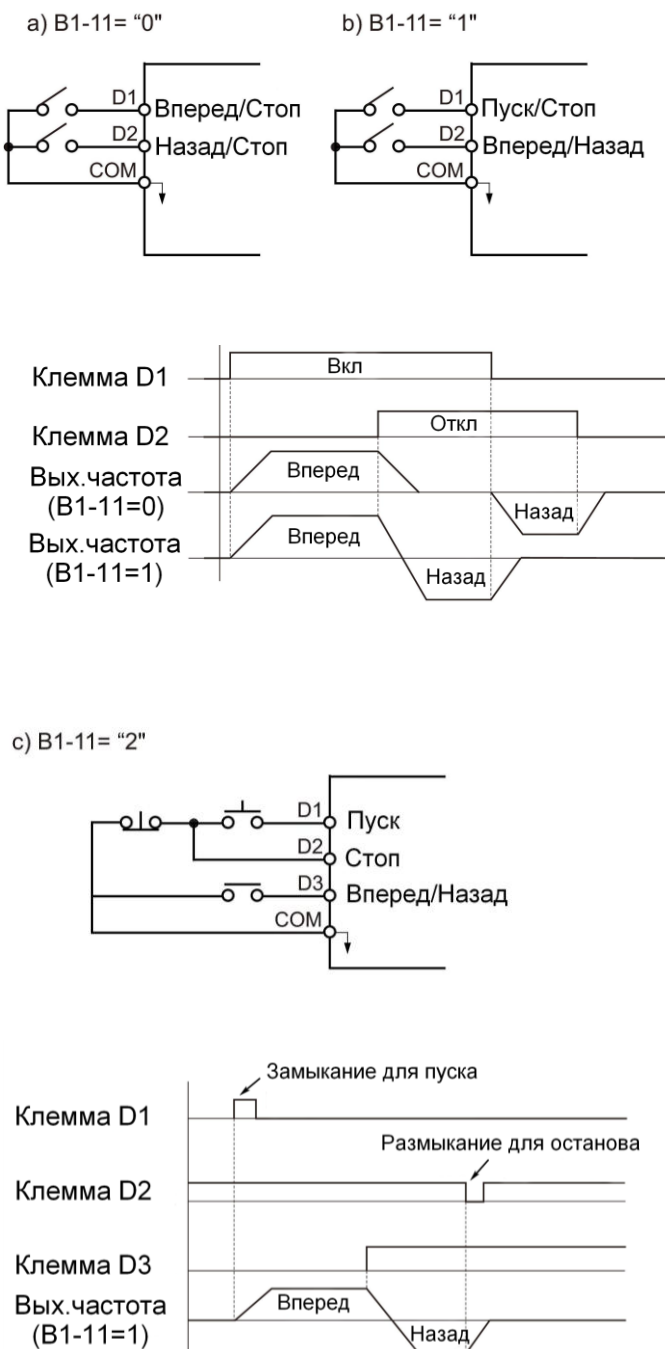 a) B1-11= “0"
b) B1-11= “1"
D1 Вперед/Стоп
D2 Назад/Стоп
COM
D1 Пуск/Стоп
D2 Вперед/Назад
COM
Клемма D1
Вкл
Клемма D2
Откл
Вых.частота
(B1-11=0)
Вперед
Назад
Вых.частота
(B1-11=1)
Вперед
Назад
c) B1-11= “2"
D1 Пуск
D2 Стоп
D3 Вперед/Назад
COM
Замыкание для пуска
Клемма D1
Размыкание для останова
Клемма D2
Клемма D3
Вых.частота
(B1-11=1)
Вперед
Назад